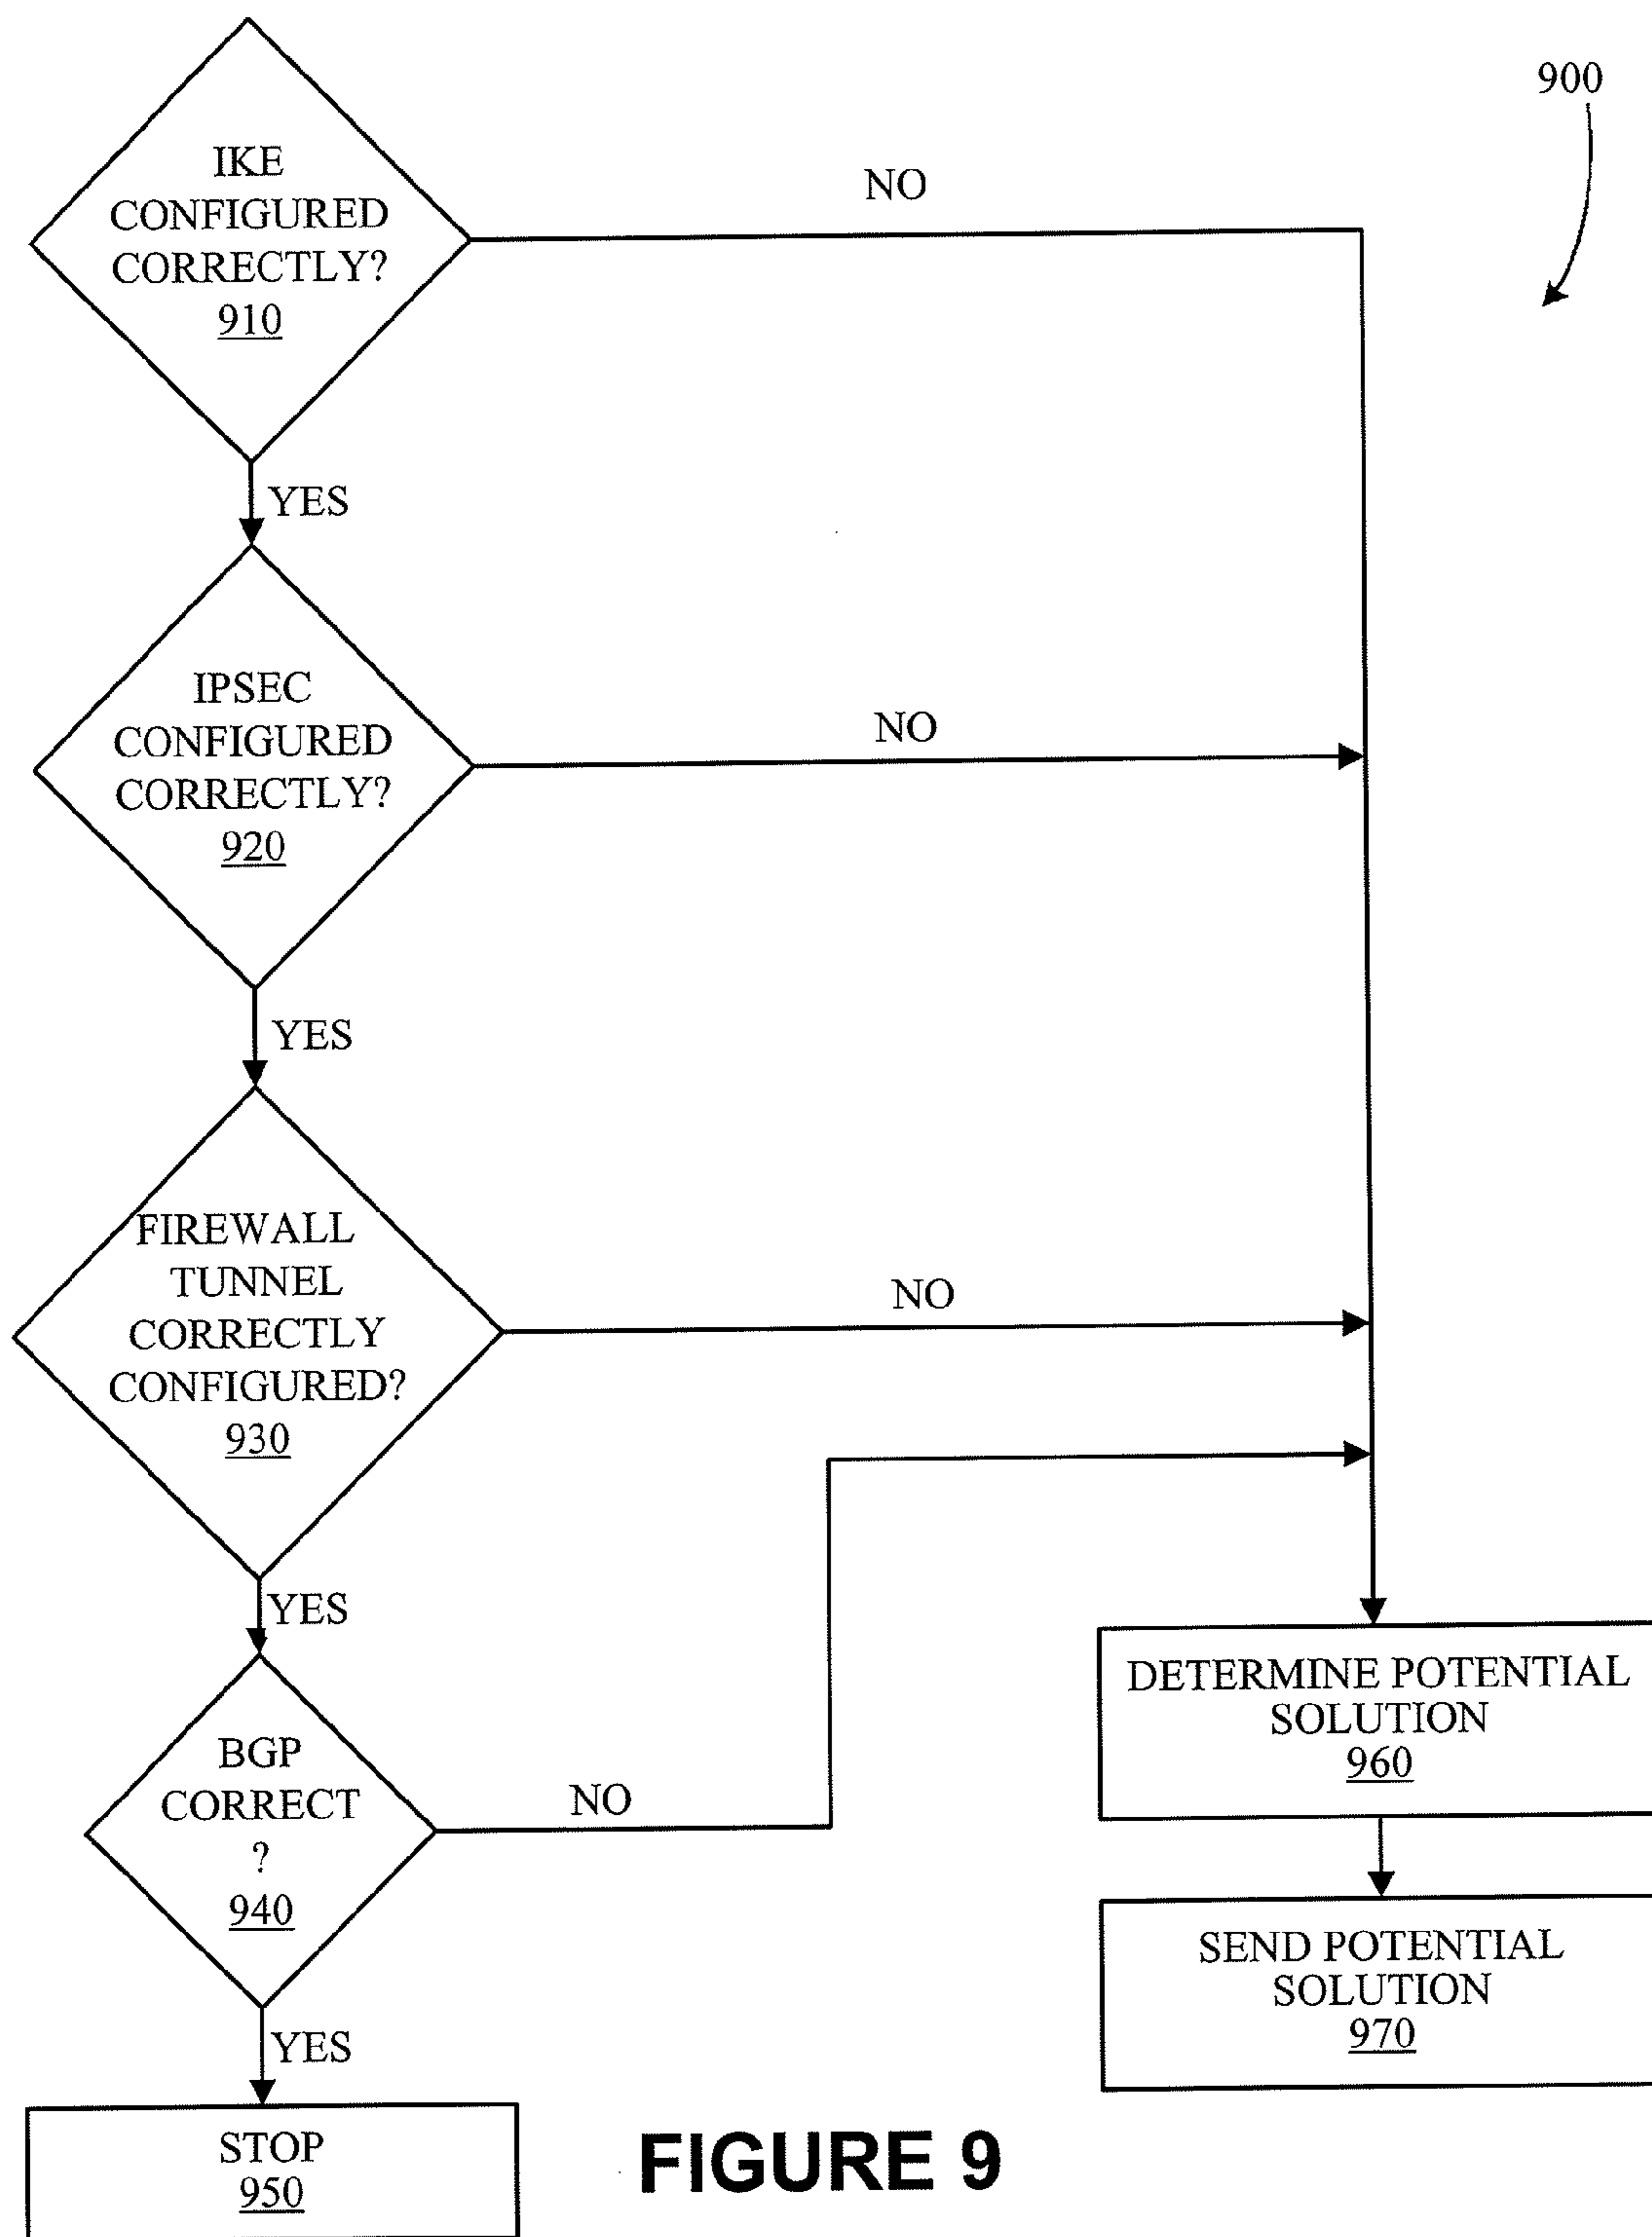 900
IKE
CONFIGURED
CORRECTLY?
910
NO
YES
IPSEC
CONFIGURED
CORRECTLY?
920
NO
YES
FIREWALL
TUNNEL
CORRECTLY
CONFIGURED?
930
NO
YES
BGP
CORRECT
?
940
NO
YES
STOP
950
DETERMINE POTENTIAL
SOLUTION
960
SEND POTENTIAL
SOLUTION
970
FIGURE 9